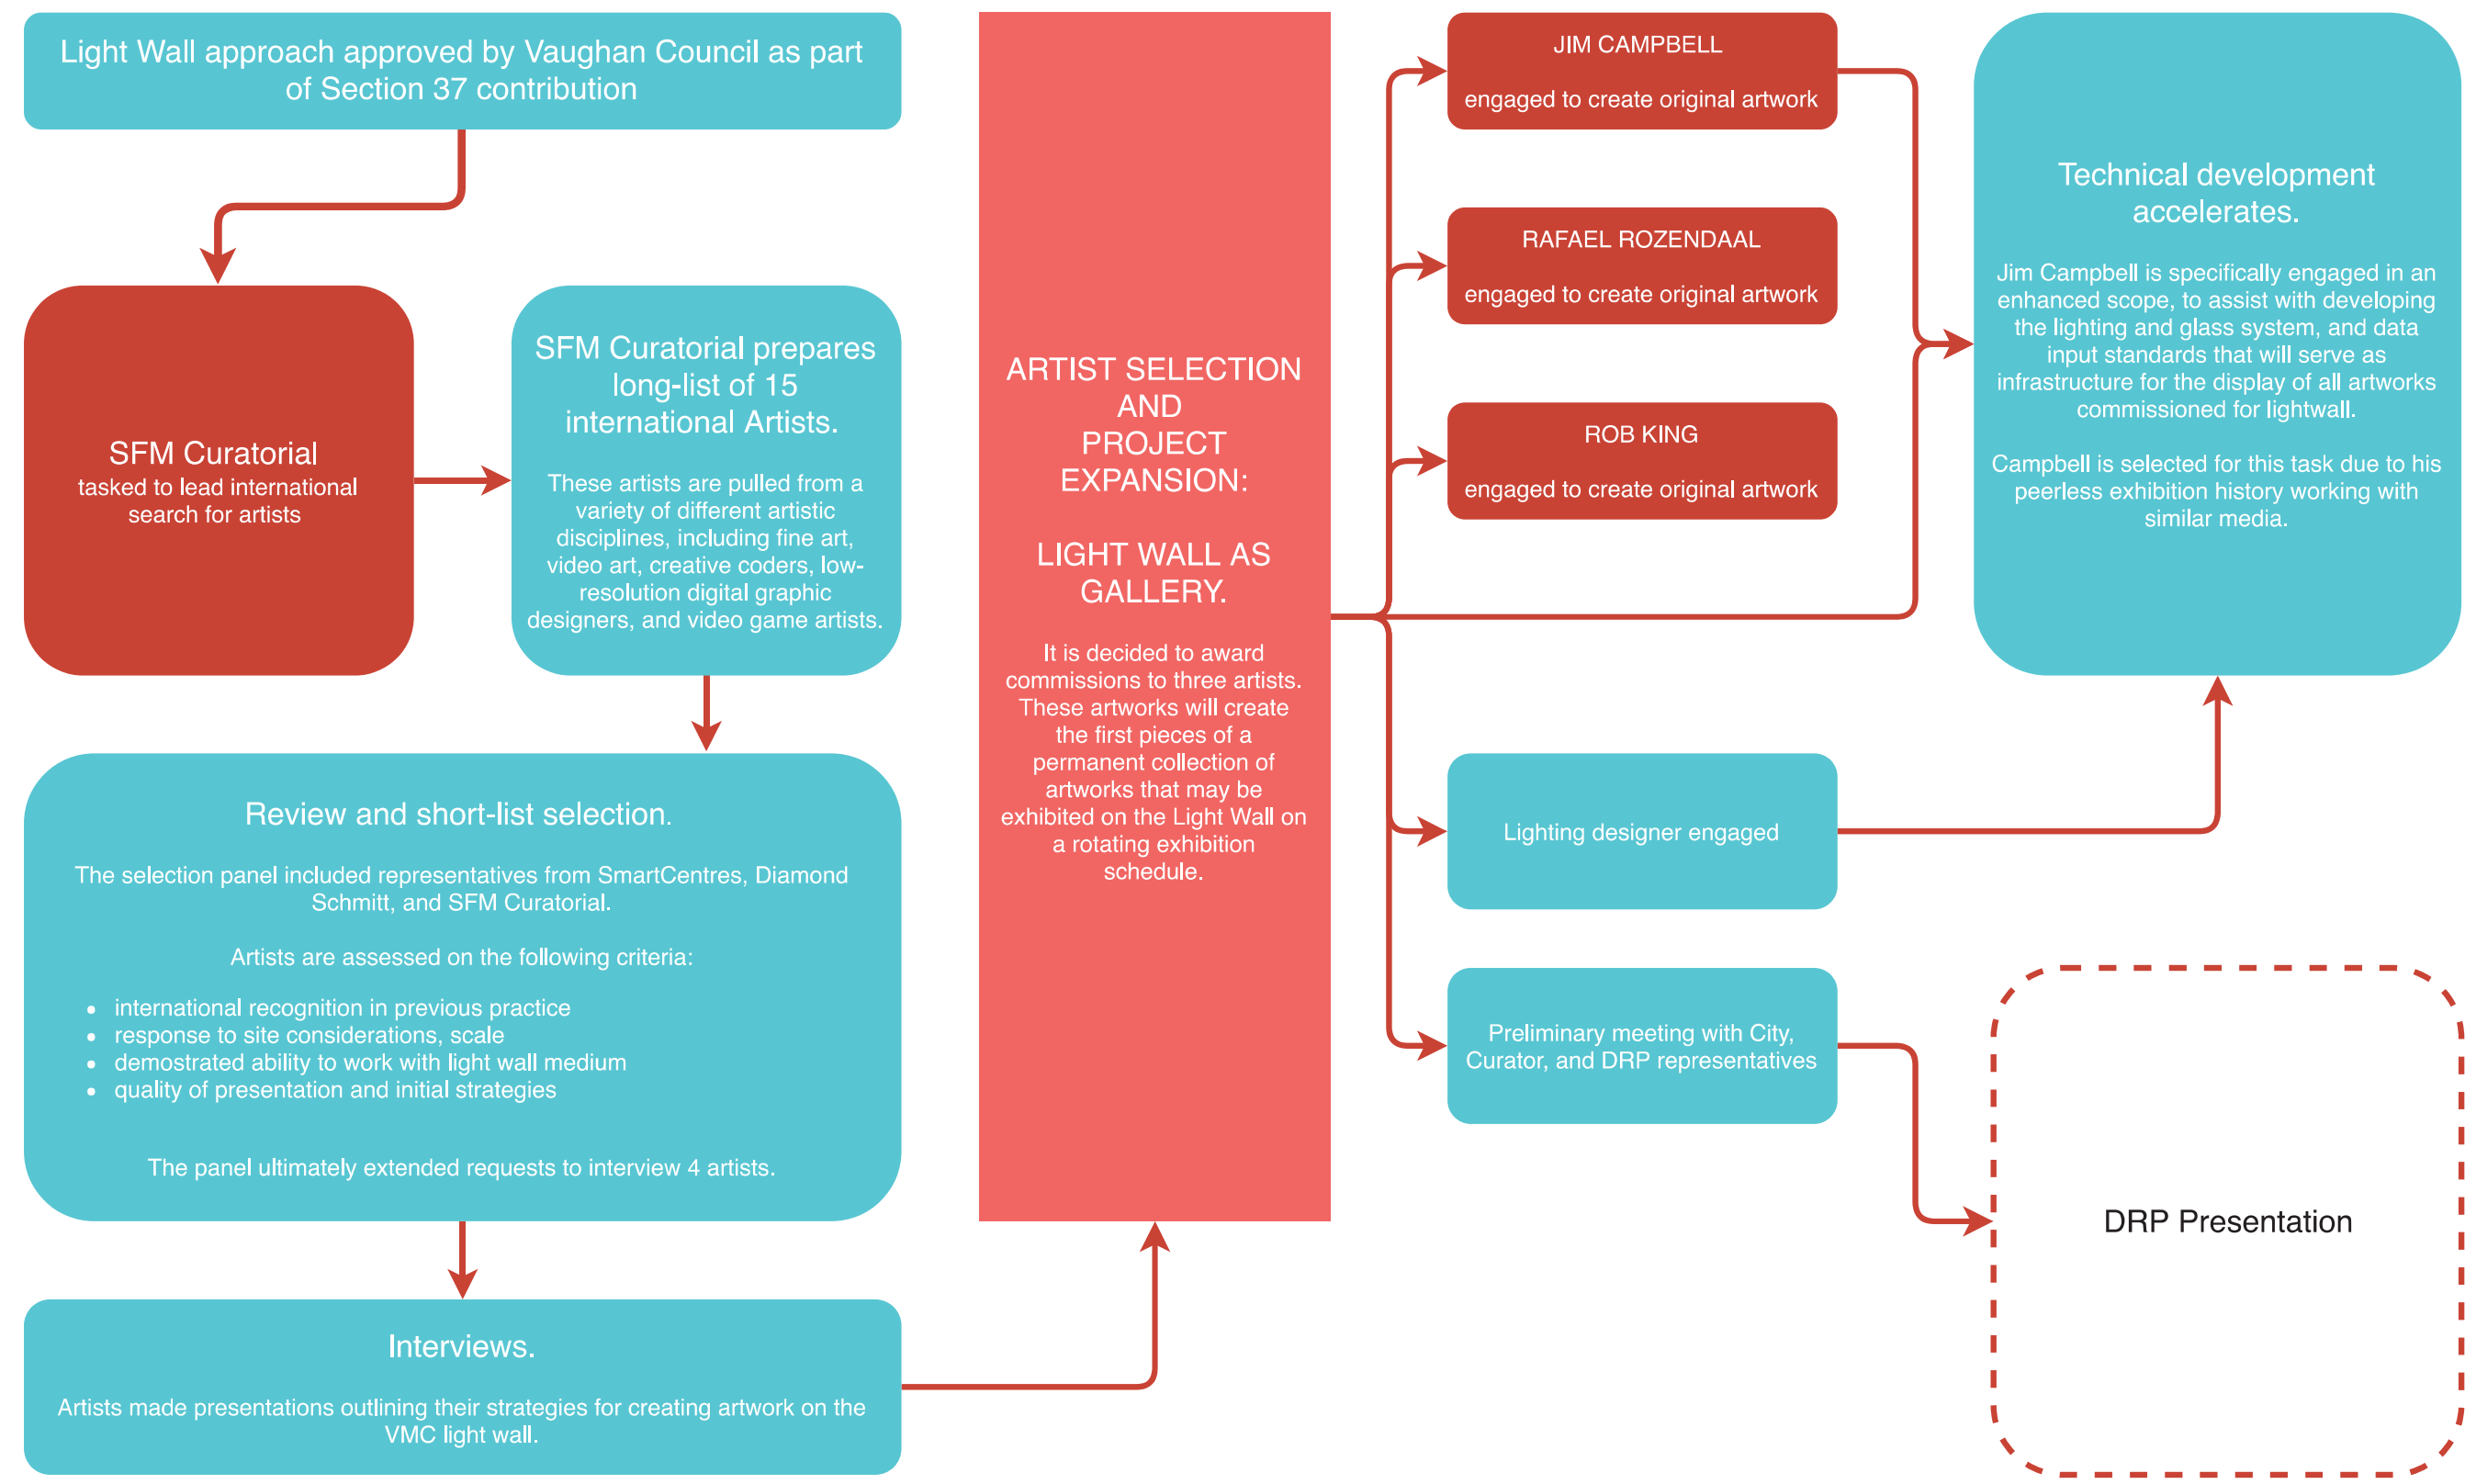 Light Wall approach approved by Vaughan Council as part
of Section 37 contribution
SFM Curatorial
tasked to lead international
search for artists
SFM Curatorial prepares
long-list of 15
international Artists.
These artists are pulled from a
variety of different artistic
disciplines, including fine art,
video art, creative coders, low-
resolution digital graphic
designers, and video game artists.
Review and short-list selection.
The selection panel included representatives from SmartCentres, Diamond
Schmitt, and SFM Curatorial.
Artists are assessed on the following criteria:
• international recognition in previous practice
• response to site considerations, scale
• demostrated ability to work with light wall medium
• quality of presentation and initial strategies
The panel ultimately extended requests to interview 4 artists.
Interviews.
Artists made presentations outlining their strategies for creating artwork on the
VMC light wall.
ARTIST SELECTION
AND
PROJECT
EXPANSION:
LIGHT WALL AS
GALLERY.
It is decided to award
commissions to three artists.
These artworks will create
the first pieces of a
permanent collection of
artworks that may be
exhibited on the Light Wall on
a rotating exhibition
schedule.
JIM CAMPBELL
engaged to create original artwork
RAFAEL ROZENDAAL
engaged to create original artwork
ROB KING
engaged to create original artwork
Lighting designer engaged
Preliminary meeting with City,
Curator, and DRP representatives
Technical development
accelerates.
Jim Campbell is specifically engaged in an
enhanced scope, to assist with developing
the lighting and glass system, and data
input standards that will serve as
infrastructure for the display of all artworks
commissioned for lightwall.
Campbell is selected for this task due to his
peerless exhibition history working with
similar media.
DRP Presentation